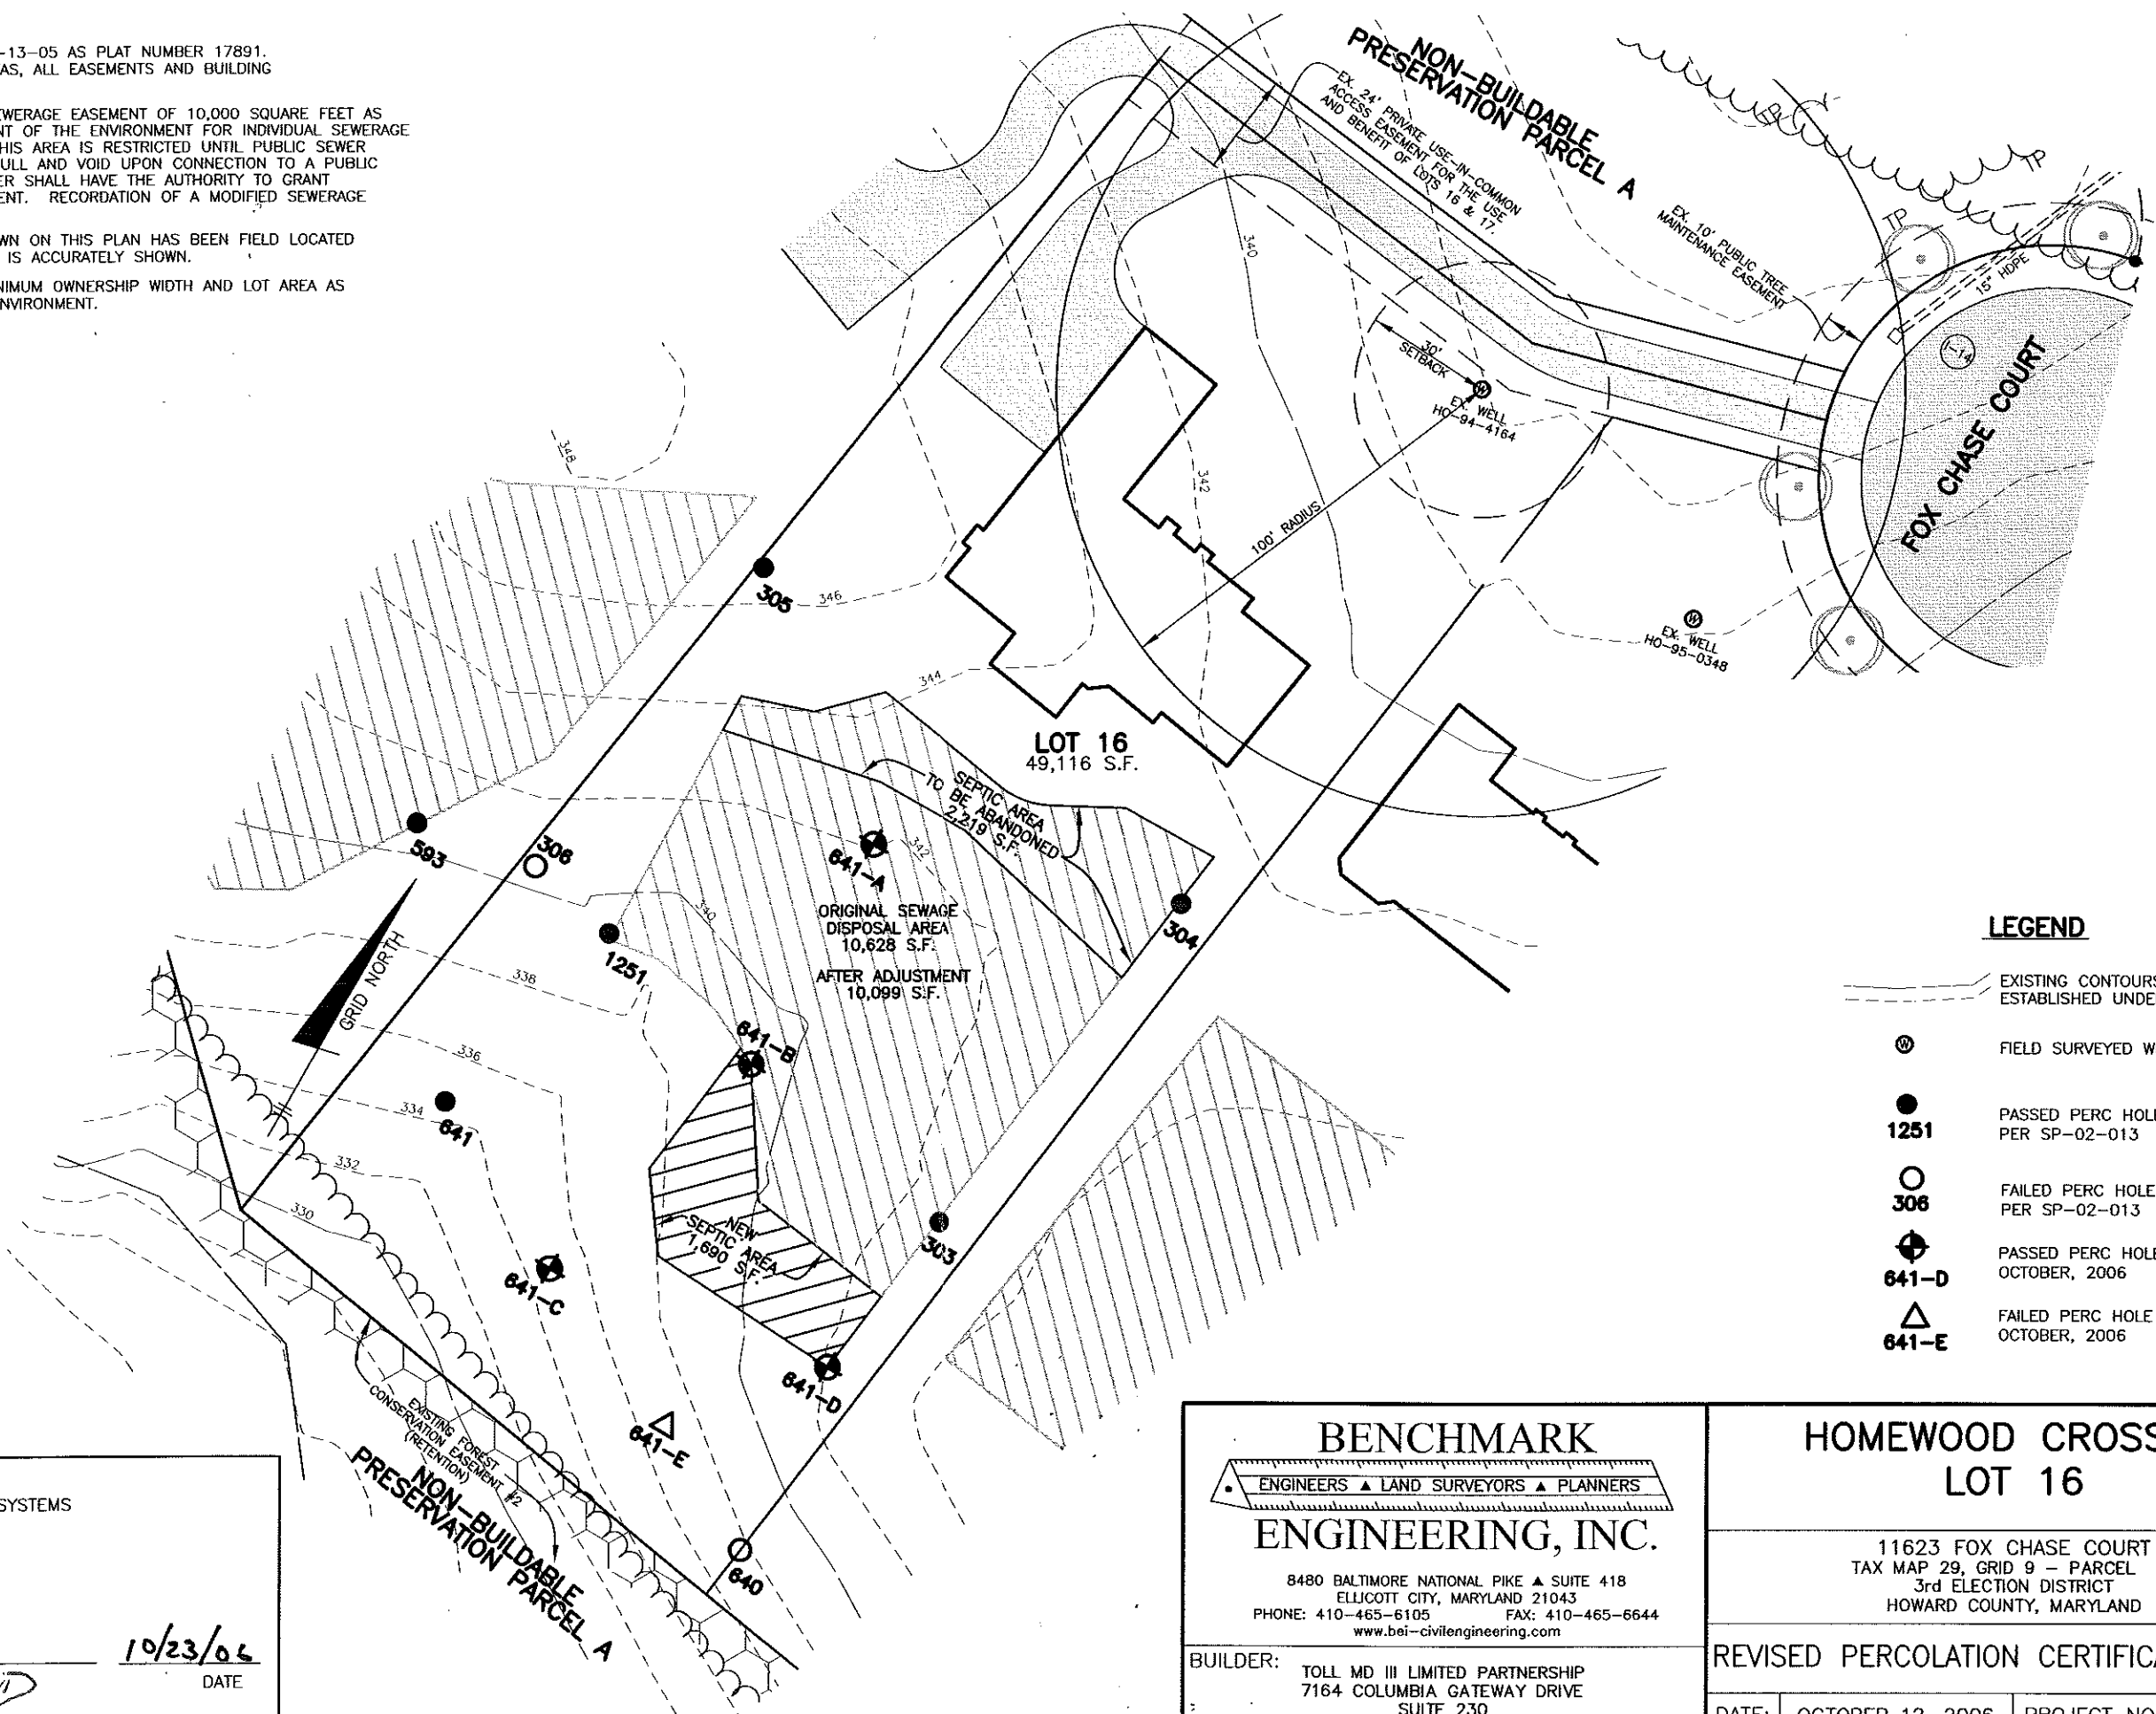 -13-05 AS PLAT NUMBER 17891.
AS, ALL EASEMENTS AND BUILDING
WERAGE EASEMENT OF 10,000 SQUARE FEET AS
NT OF THE ENVIRONMENT FOR INDIVIDUAL SEWERAGE
HIS AREA IS RESTRICTED UNTIL PUBLIC SEWER
ULL AND VOID UPON CONNECTION TO A PUBLIC
ER SHALL HAVE THE AUTHORITY TO GRANT
ENT. RECORDATION OF A MODIFIED SEWERAGE
WN ON THIS PLAN HAS BEEN FIELD LOCATED
IS ACCURATELY SHOWN.
NIMUM OWNERSHIP WIDTH AND LOT AREA AS
NVIRONMENT.
NON-BUILDABLE
PRESERVATION PARCEL A
EX. 24' PRIVATE USE-IN-COMMON
ACCESS EASEMENT FOR THE USE
AND BENEFIT OF LOTS 16 & 17.
EX. 10' PUBLIC TREE
MAINTENANCE EASEMENT
TP
TP
15" HDPE
I-14
FOX CHASE COURT
340
30'
SETBACK
W
EX. WELL
HO-94-4164
342
100' RADIUS
W
EX. WELL
HO-95-0348
348
305
346
344
LOT 16
49,116 S.F.
SEPTIC AREA
TO BE ABANDONED
2,219 S.F.
593
306
641-A
342
ORIGINAL SEWAGE
DISPOSAL AREA
10,628 S.F.
AFTER ADJUSTMENT
10,099 S.F.
304
340
1251
338
GRID NORTH
641-B
336
334
641
332
330
NEW
SEPTIC AREA
1,690 S.F.
303
641-C
641-D
641-E
640
EXISTING FOREST
CONSERVATION EASEMENT #2
(RETENTION)
NON-BUILDABLE
PRESERVATION PARCEL A
LEGEND
EXISTING CONTOURS
ESTABLISHED UNDE
W
FIELD SURVEYED W
1251
PASSED PERC HOL
PER SP-02-013
306
FAILED PERC HOLE
PER SP-02-013
641-D
PASSED PERC HOL
OCTOBER, 2006
641-E
FAILED PERC HOLE
OCTOBER, 2006
SYSTEMS
10/23/06
DATE
BENCHMARK
ENGINEERS ▲ LAND SURVEYORS ▲ PLANNERS
ENGINEERING, INC.
8480 BALTIMORE NATIONAL PIKE ▲ SUITE 418
ELLICOTT CITY, MARYLAND 21043
PHONE: 410-465-6105 FAX: 410-465-6644
www.bei-civilengineering.com
BUILDER:
TOLL MD III LIMITED PARTNERSHIP
7164 COLUMBIA GATEWAY DRIVE
SUITE 230
HOMEWOOD CROSS
LOT 16
11623 FOX CHASE COURT
TAX MAP 29, GRID 9 - PARCEL
3rd ELECTION DISTRICT
HOWARD COUNTY, MARYLAND
REVISED PERCOLATION CERTIFICA
DATE: OCTOBER 12, 2006 PROJECT NO